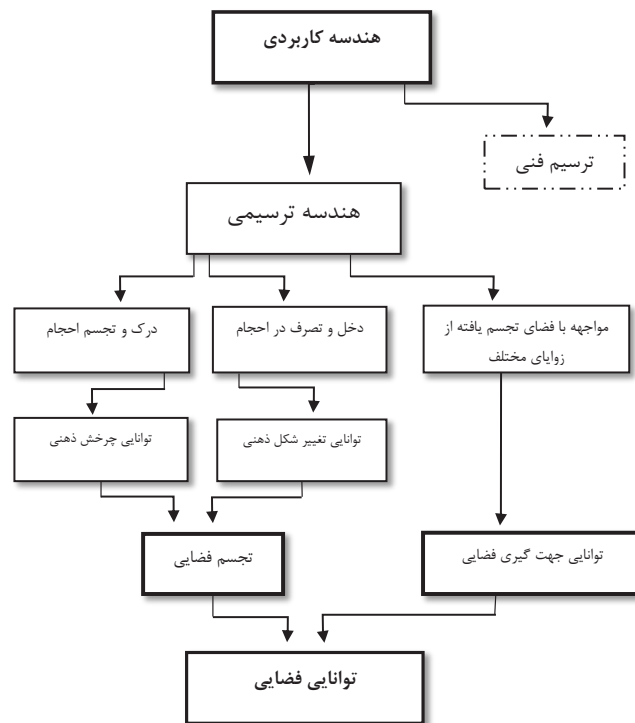 هندسه کاربردی
ترسیم فنی
هندسه ترسیمی
مواجهه با فضای تجسم یافته از
زوایای مختلف
دخل و تصرف در احجام
درک و تجسم احجام
توانایی تغییر شکل ذهنی
توانایی چرخش ذهنی
توانایی جهت گیری فضایی
تجسم فضایی
توانایی فضایی